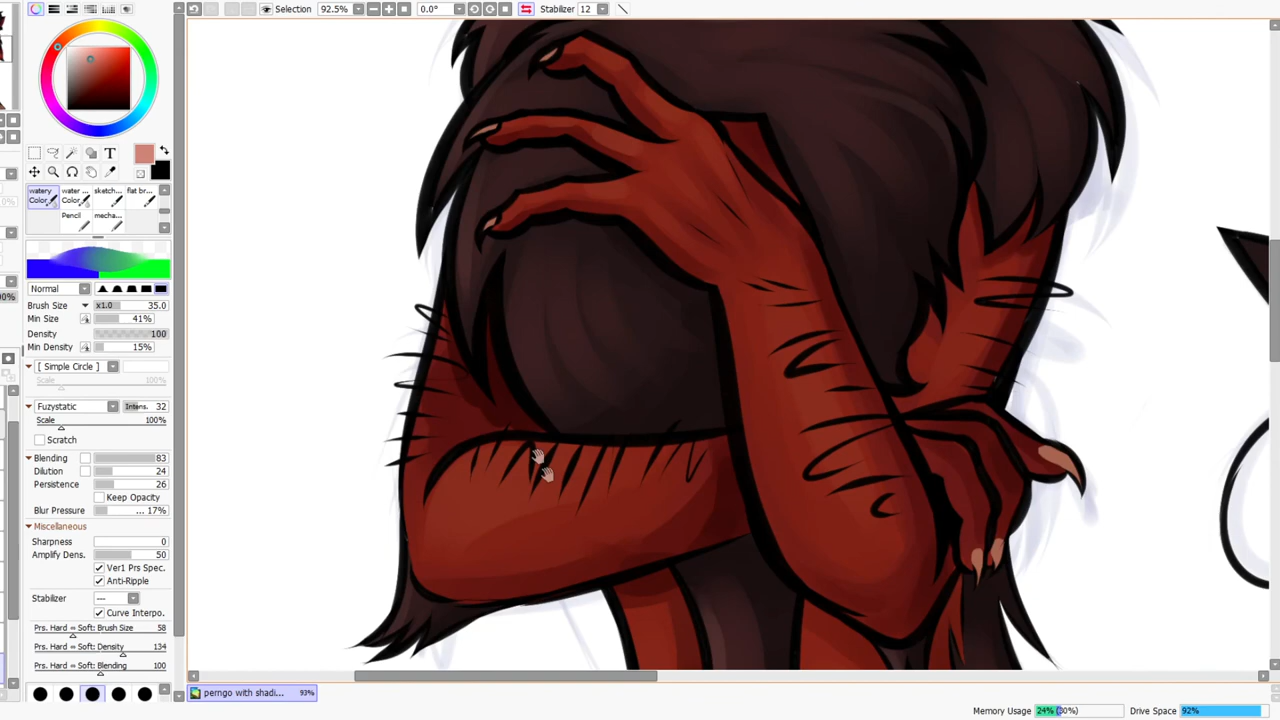 Selection 92.5% 0.0° Stabilizer 12
T
watery Color
water ... Color
sketch...
flat br...
Pencil
mecha...
Normal
Brush Size x1.0 35.0
Min Size 41%
Density 100
Min Density 15%
[ Simple Circle ]
Scale 100%
Fuzystatic Intens. 32
Scale 100%
Scratch
Blending 83
Dilution 24
Persistence 26
Keep Opacity
Blur Pressure ... 17%
Miscellaneous
Sharpness 0
Amplify Dens. 50
Ver1 Prs Spec.
Anti-Ripple
Stabilizer ---
Curve Interpo.
Prs. Hard ⇔ Soft: Brush Size 58
Prs. Hard ⇔ Soft: Density 134
Prs. Hard ⇔ Soft: Blending 100
perngo with shadi... 93%
Memory Usage 24% (30%) Drive Space 92%